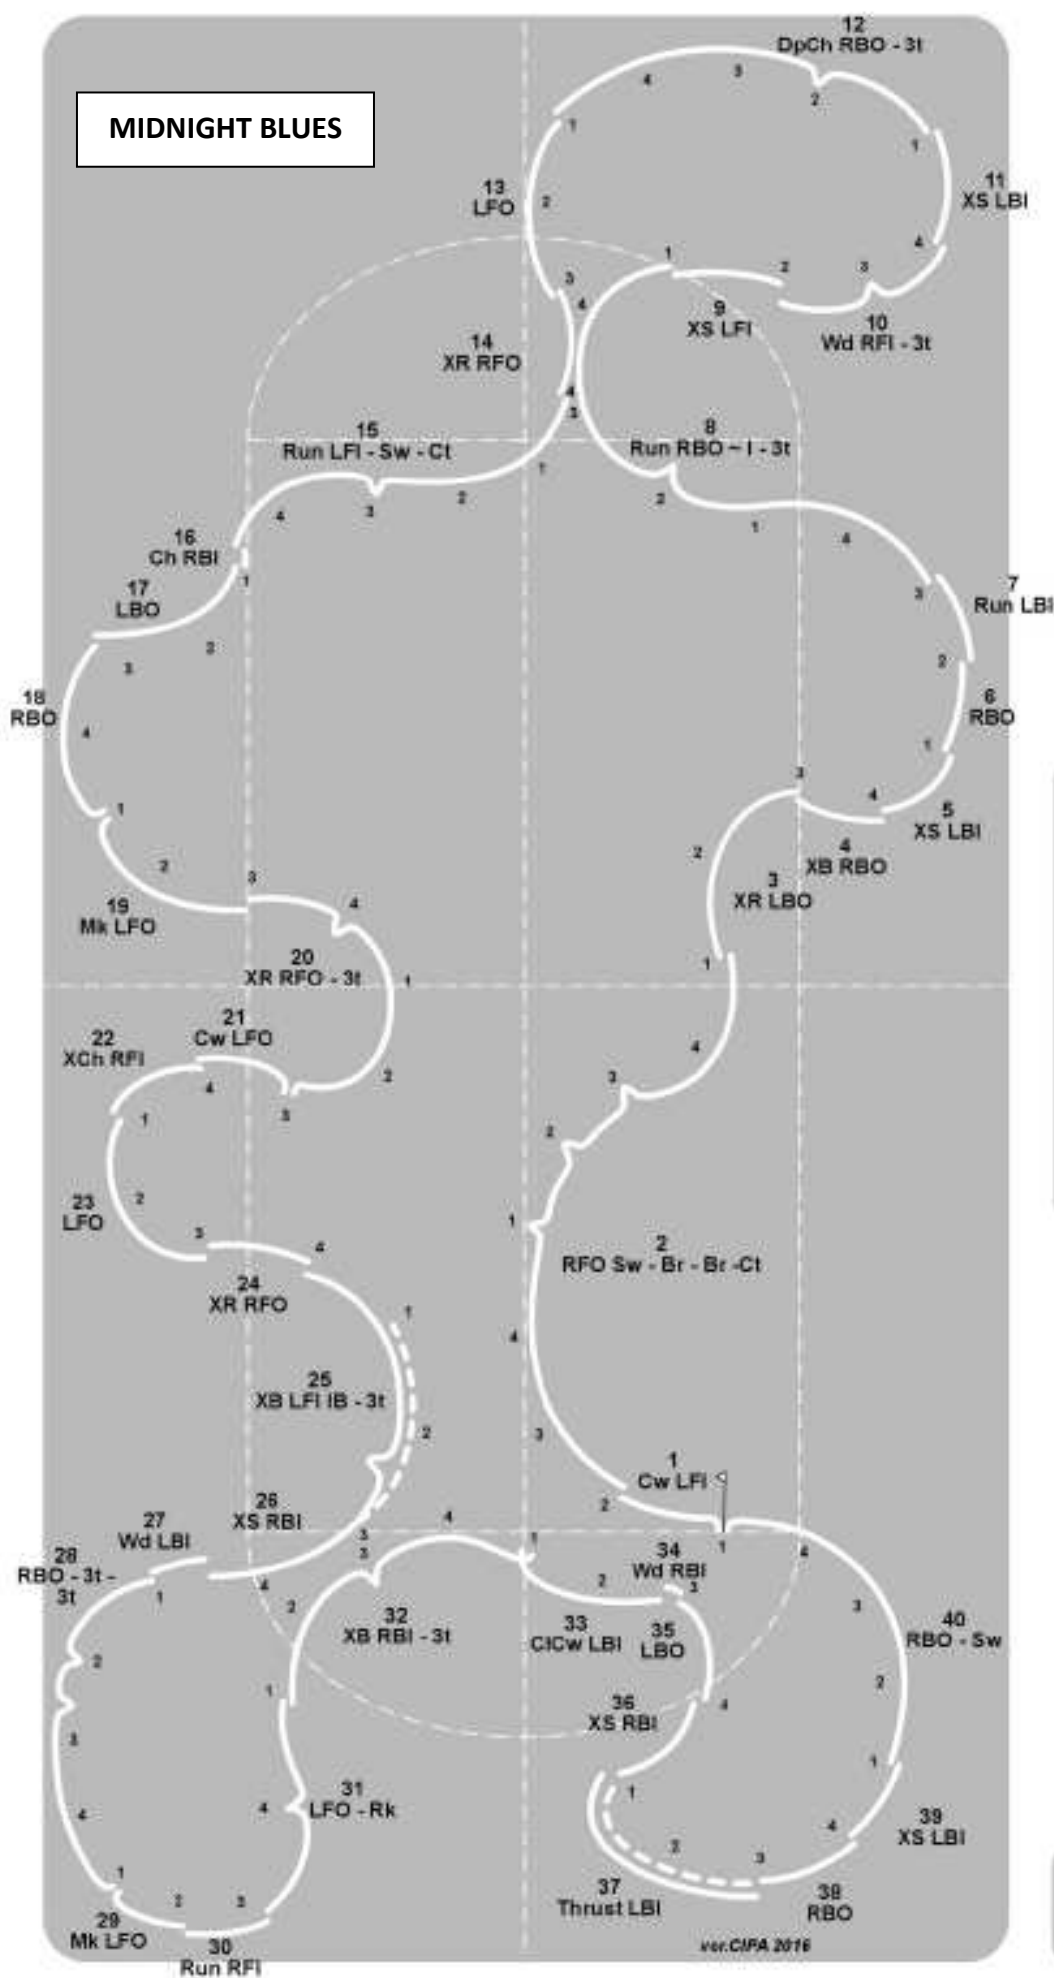 MIDNIGHT BLUES
1
Cw LFI
2
RFO Sw - Br - Br -Ct
3
XR LBO
4
XB RBO
5
XS LBI
6
RBO
7
Run LBI
8
Run RBO ~ I - 3t
9
XS LFI
10
Wd RFI - 3t
11
XS LBI
12
DpCh RBO - 3t
13
LFO
14
XR RFO
15
Run LFI - Sw - Ct
16
Ch RBI
17
LBO
18
RBO
19
Mk LFO
20
XR RFO - 3t
21
Cw LFO
22
XCh RFI
23
LFO
24
XR RFO
25
XB LFI IB - 3t
26
XS RBI
27
Wd LBI
28
RBO - 3t -
3t
29
Mk LFO
30
Run RFI
31
LFO - Rk
32
XB RBI - 3t
33
ClCw LBI
34
Wd RBI
35
LBO
36
XS RBI
37
Thrust LBI
38
RBO
39
XS LBI
40
RBO - Sw
ver.CIPA 2016